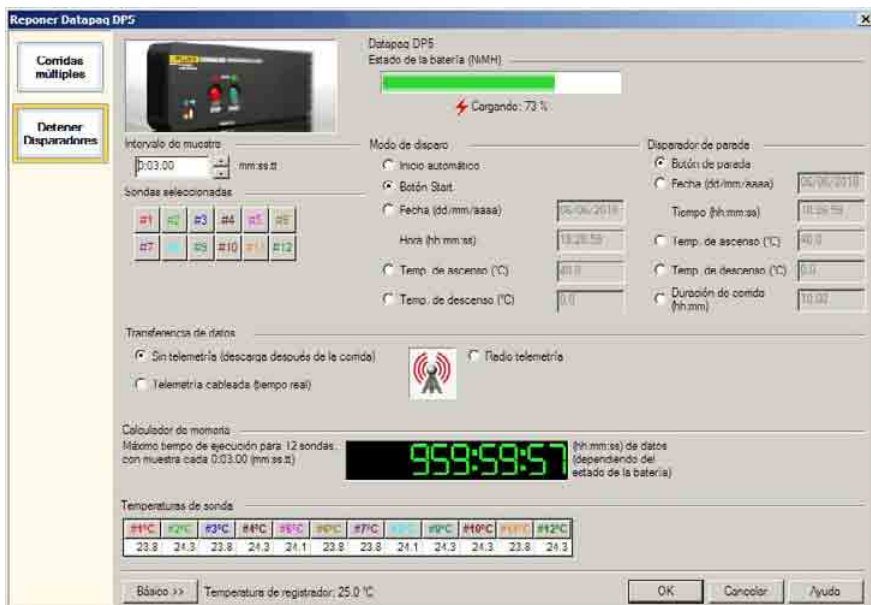 Reponer Datapaq DP5
Corridas múltiples
Detener Disparadores
Datapaq DP5
Estado de la batería (NiMH)
Cargando: 73 %
Intervalo de muestra
0:03.00 mm:ss.tt
Sondas seleccionadas
#1 #2 #3 #4 #5 #6
#7 #8 #9 #10 #11 #12
Modo de disparo
Inicio automático
Botón Start
Fecha (dd/mm/aaaa) 06/06/2018
Hora (hh:mm:ss) 18:26:59
Temp. de ascenso (°C) 40.0
Temp. de descenso (°C) 0.0
Disparador de parada
Botón de parada
Fecha (dd/mm/aaaa) 06/06/2018
Tiempo (hh:mm:ss) 18:26:59
Temp. de ascenso (°C) 40.0
Temp. de descenso (°C) 0.0
Duración de corrida (hh:mm) 10:00
Transferencia de datos
Sin telemetría (descarga después de la corrida)
Radio telemetría
Telemetría cableada (tiempo real)
Calculador de memoria
Máximo tiempo de ejecución para 12 sondas.
con muestra cada 0:03.00 (mm:ss.tt)
959:59:57
(hh:mm:ss) de datos
(dependiendo del
estado de la batería)
Temperaturas de sonda
#1°C #2°C #3°C #4°C #5°C #6°C #7°C #8°C #9°C #10°C #11°C #12°C
23.8 24.3 23.8 24.3 24.1 23.8 23.8 24.1 24.3 24.3 23.8 24.3
Básico >> Temperatura de registrador: 25.0 °C
OK Cancelar Ayuda